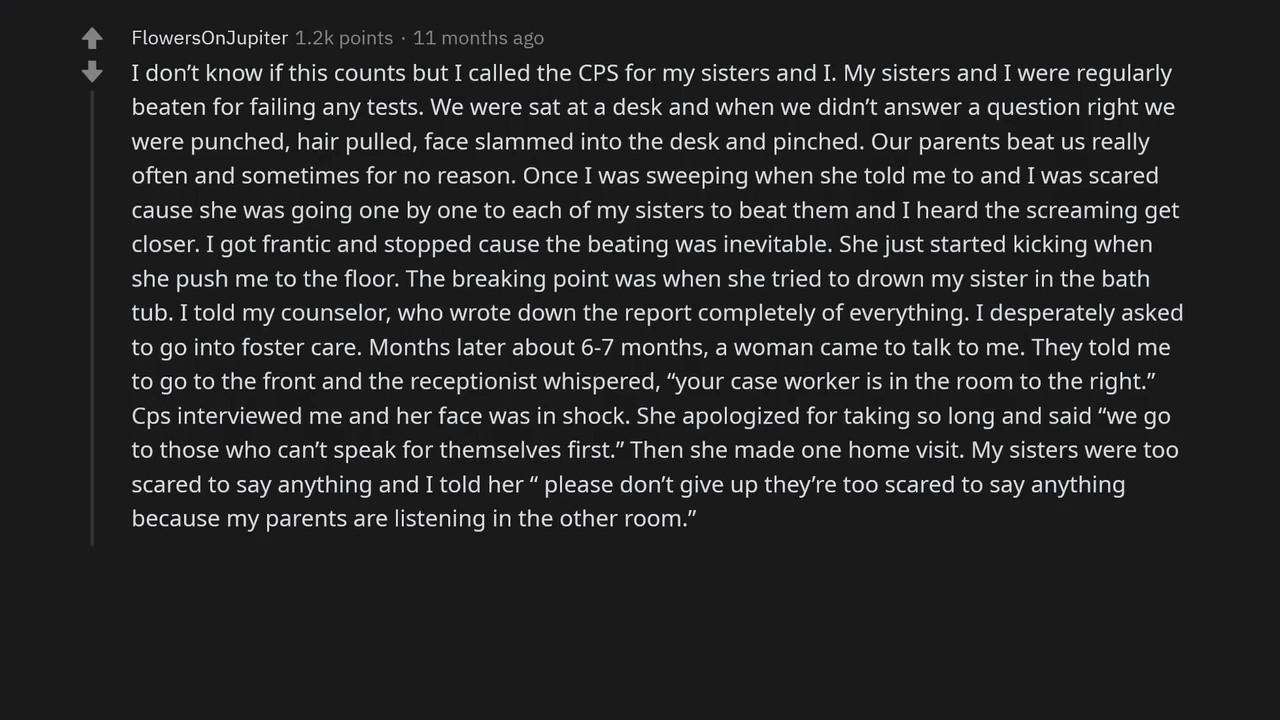 FlowersOnJupiter 1.2k points · 11 months ago
I don’t know if this counts but I called the CPS for my sisters and I. My sisters and I were regularly
beaten for failing any tests. We were sat at a desk and when we didn’t answer a question right we
were punched, hair pulled, face slammed into the desk and pinched. Our parents beat us really
often and sometimes for no reason. Once I was sweeping when she told me to and I was scared
cause she was going one by one to each of my sisters to beat them and I heard the screaming get
closer. I got frantic and stopped cause the beating was inevitable. She just started kicking when
she push me to the floor. The breaking point was when she tried to drown my sister in the bath
tub. I told my counselor, who wrote down the report completely of everything. I desperately asked
to go into foster care. Months later about 6-7 months, a woman came to talk to me. They told me
to go to the front and the receptionist whispered, “your case worker is in the room to the right.”
Cps interviewed me and her face was in shock. She apologized for taking so long and said “we go
to those who can’t speak for themselves first.” Then she made one home visit. My sisters were too
scared to say anything and I told her “ please don’t give up they’re too scared to say anything
because my parents are listening in the other room.”